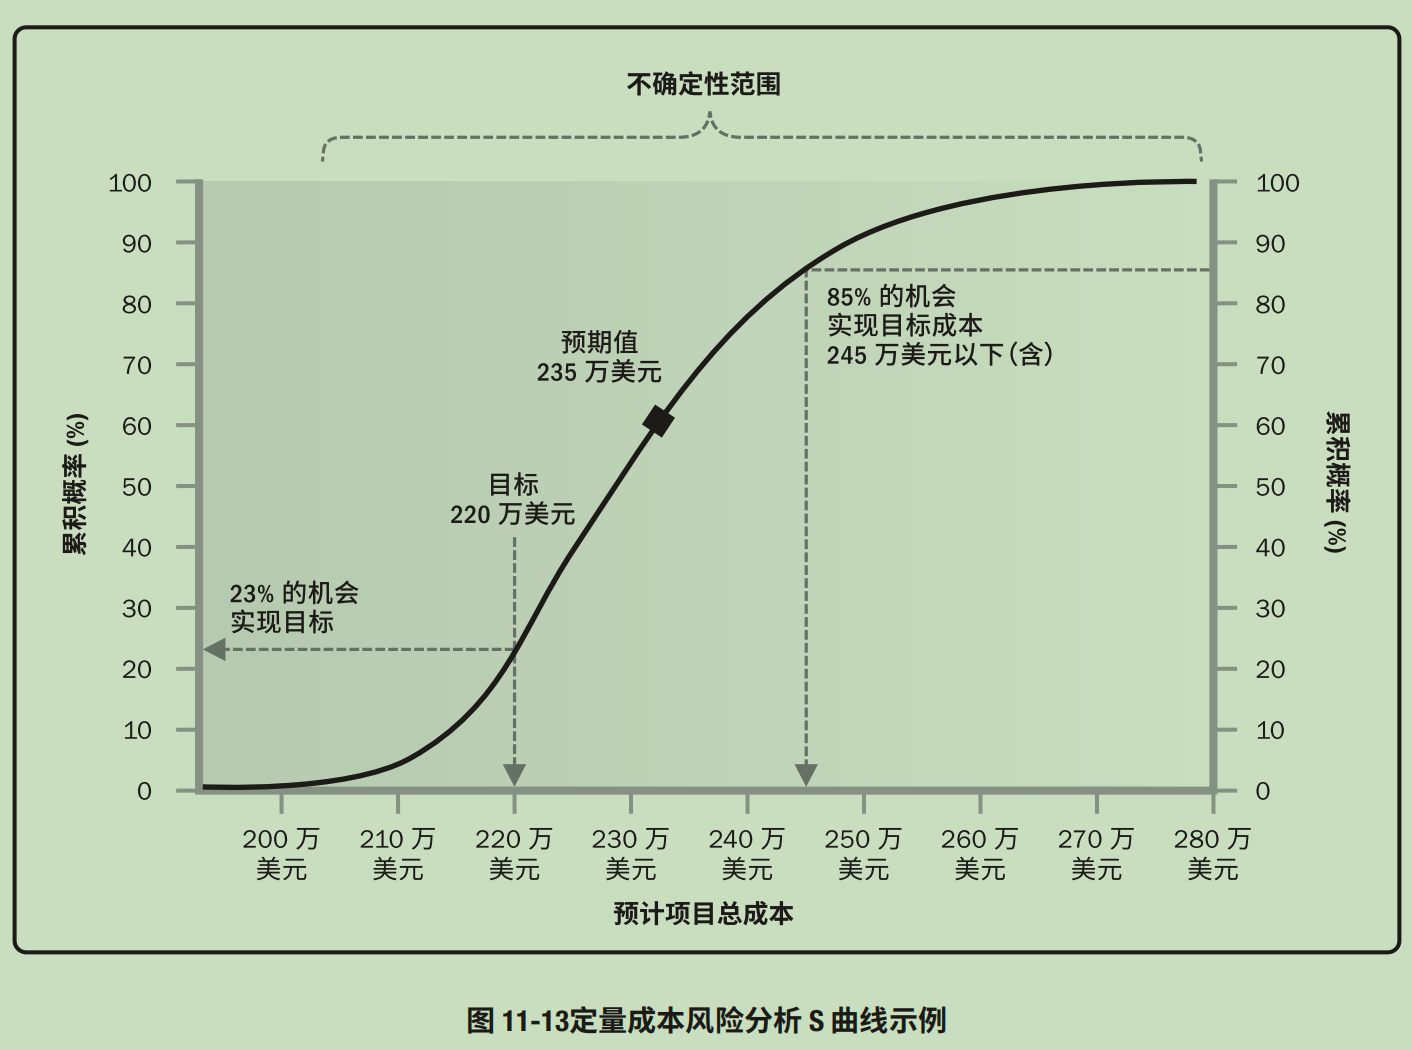 不确定性范围
100
90
80
70
60
50
40
30
20
10
0
累积概率 (%)
100
90
80
70
60
50
40
30
20
10
0
累积概率 (%)
85% 的机会
实现目标成本
245 万美元以下（含）
预期值
235 万美元
目标
220 万美元
23% 的机会
实现目标
200 万
美元
210 万
美元
220 万
美元
230 万
美元
240 万
美元
250 万
美元
260 万
美元
270 万
美元
280 万
美元
预计项目总成本
图 11-13定量成本风险分析 S 曲线示例